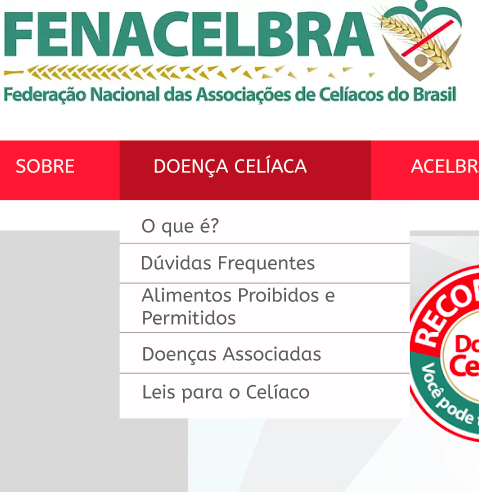 FENACELBRA
Federação Nacional das Associações de Celíacos do Brasil
SOBRE
DOENÇA CELÍACA
ACELBR
O que é?
Dúvidas Frequentes
Alimentos Proibidos e
Permitidos
Doenças Associadas
Leis para o Celíaco
RECO
Do
Ce
Você pode